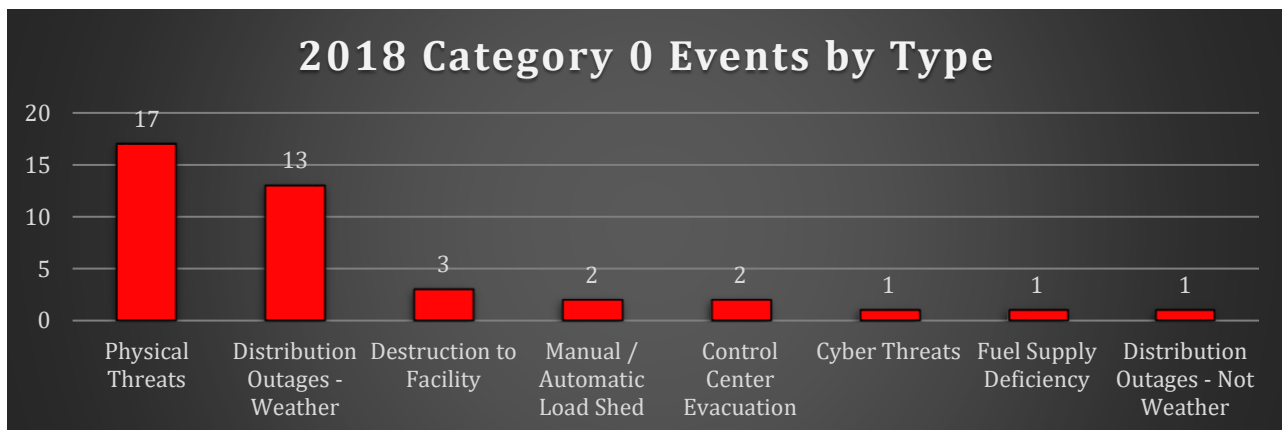 2018 Category 0 Events by Type
20
15
10
5
0
17
13
3
2
2
1
1
1
Physical
Threats
Distribution
Outages -
Weather
Destruction to
Facility
Manual /
Automatic
Load Shed
Control
Center
Evacuation
Cyber Threats
Fuel Supply
Deficiency
Distribution
Outages - Not
Weather